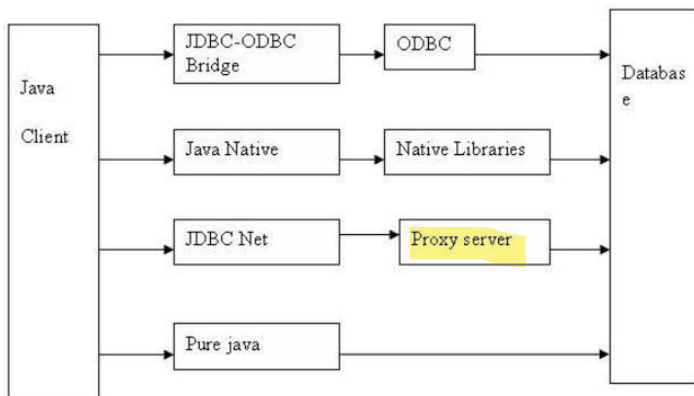 Java
Client
JDBC-ODBC
Bridge
ODBC
Databas
e
Java Native
Native Libraries
JDBC Net
Proxy server
Pure java